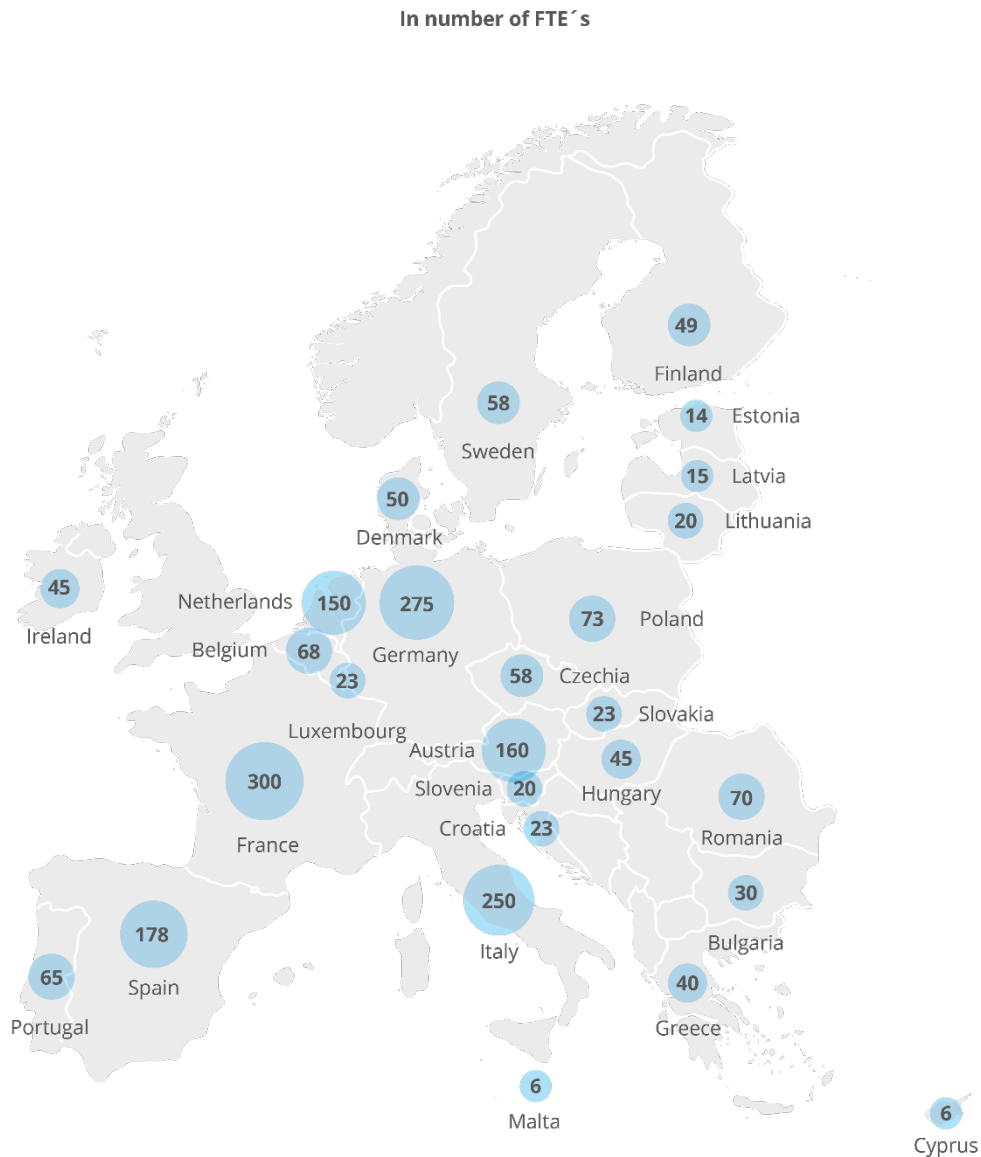 In number of FTE´s
49
Finland
58
Sweden
14 Estonia
15 Latvia
50
Denmark
20 Lithuania
45
Ireland
Netherlands 150
275
Germany
73 Poland
Belgium 68
23
Luxembourg
58 Czechia
23 Slovakia
Austria 160
45
Hungary
300
France
Slovenia 20
70
Romania
Croatia 23
30
Bulgaria
250
Italy
178
Spain
65
Portugal
40
Greece
6
Malta
6
Cyprus